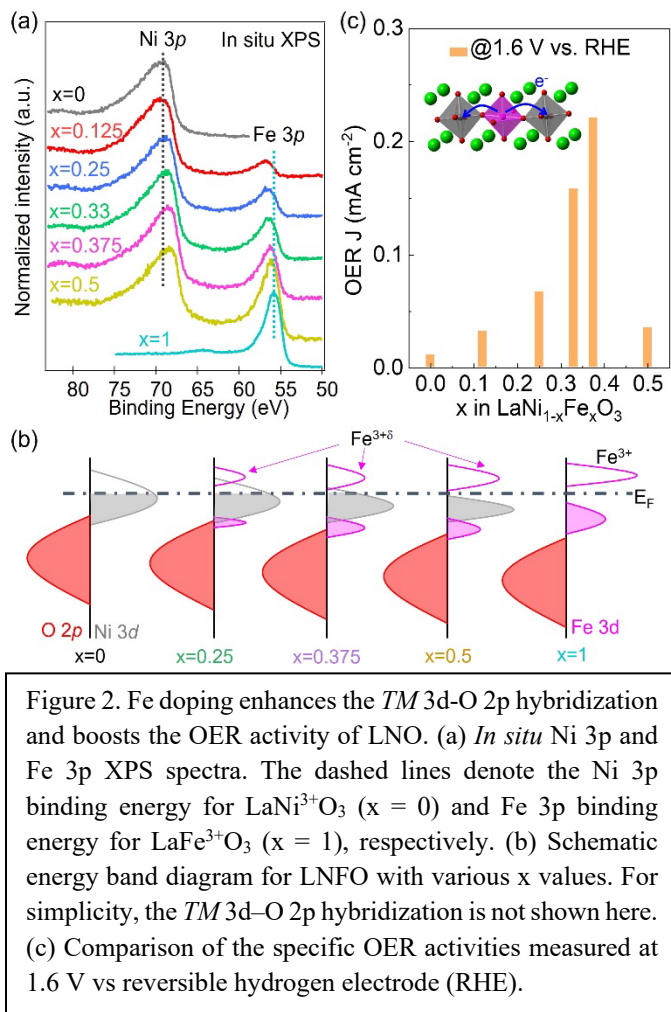 (a)
Ni 3p
In situ XPS
x=0
x=0.125
Fe 3p
x=0.25
x=0.33
x=0.375
x=0.5
x=1
Normalized intensity (a.u.)
80 75 70 65 60 55 50
Binding Energy (eV)
(c)
@1.6 V vs. RHE
e-
OER J (mA cm-2)
0.3
0.2
0.1
0.0
0.0 0.1 0.2 0.3 0.4 0.5
x in LaNi1-xFexO3
(b)
Fe3+δ
Fe3+
EF
O 2p
Ni 3d
Fe 3d
x=0
x=0.25
x=0.375
x=0.5
x=1
Figure 2. Fe doping enhances the TM 3d-O 2p hybridization
and boosts the OER activity of LNO. (a) In situ Ni 3p and
Fe 3p XPS spectra. The dashed lines denote the Ni 3p
binding energy for LaNi3+O3 (x = 0) and Fe 3p binding
energy for LaFe3+O3 (x = 1), respectively. (b) Schematic
energy band diagram for LNFO with various x values. For
simplicity, the TM 3d–O 2p hybridization is not shown here.
(c) Comparison of the specific OER activities measured at
1.6 V vs reversible hydrogen electrode (RHE).